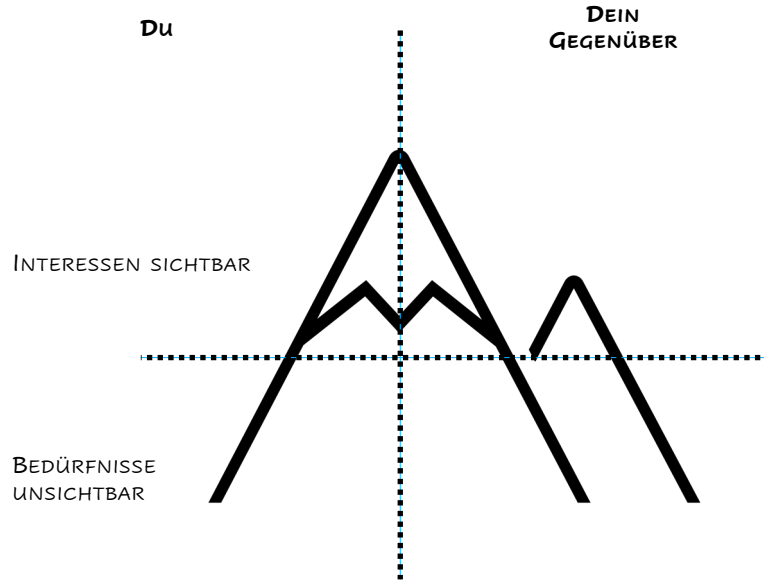 Du
Dein
Gegenüber
Interessen sichtbar
Bedürfnisse
unsichtbar